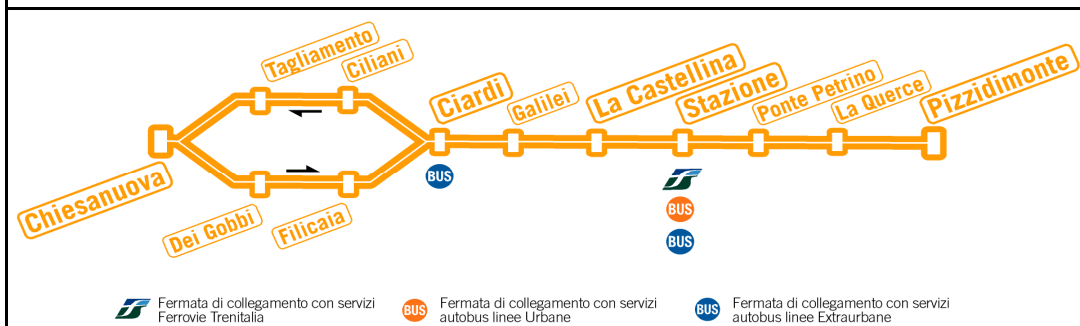 Tagliamento
Ciliani
Ciardi
Galilei
La Castellina
Stazione
Ponte Petrino
La Querce
Pizzidimonte
Chiesanuova
Dei Gobbi
Filicaia
BUS
BUS
BUS
Fermata di collegamento con servizi
Ferrovie Trenitalia
BUS
Fermata di collegamento con servizi
autobus linee Urbane
BUS
Fermata di collegamento con servizi
autobus linee Extraurbane